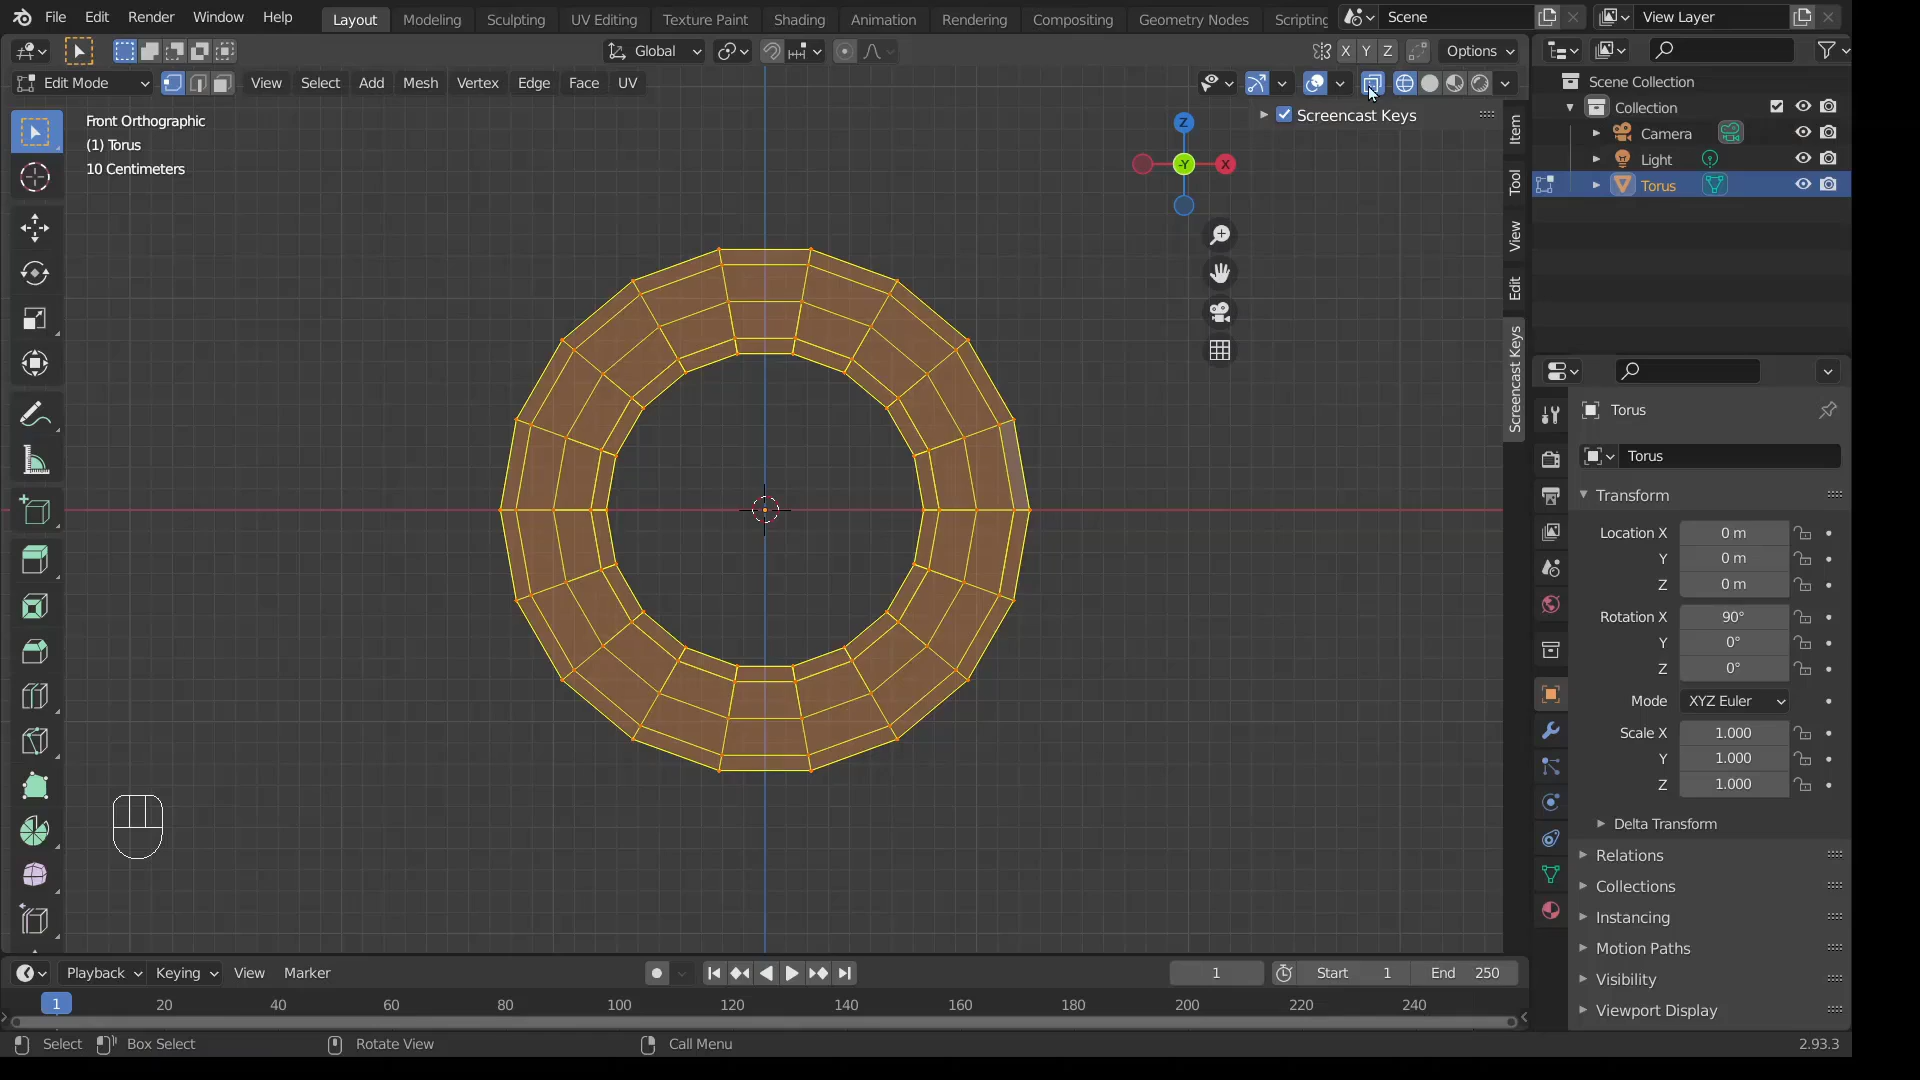 File Edit Render Window Help Layout Modeling Sculpting UV Editing Texture Paint Shading Animation Rendering Compositing Geometry Nodes Scripting Scene View Layer
Global X Y Z Options
Edit Mode View Select Add Mesh Vertex Edge Face UV
Scene Collection
Collection
Camera
Light
Torus
Front Orthographic
(1) Torus
10 Centimeters
Screencast Keys
Z
-Y
X
Item
Tool
View
Edit
Screencast Keys
Torus
Torus
Transform
Location X 0 m
Y 0 m
Z 0 m
Rotation X 90°
Y 0°
Z 0°
Mode XYZ Euler
Scale X 1.000
Y 1.000
Z 1.000
Delta Transform
Relations
Collections
Instancing
Motion Paths
Visibility
Viewport Display
Playback Keying View Marker 1 Start 1 End 250
1 20 40 60 80 100 120 140 160 180 200 220 240
Select Box Select Rotate View Call Menu 2.93.3